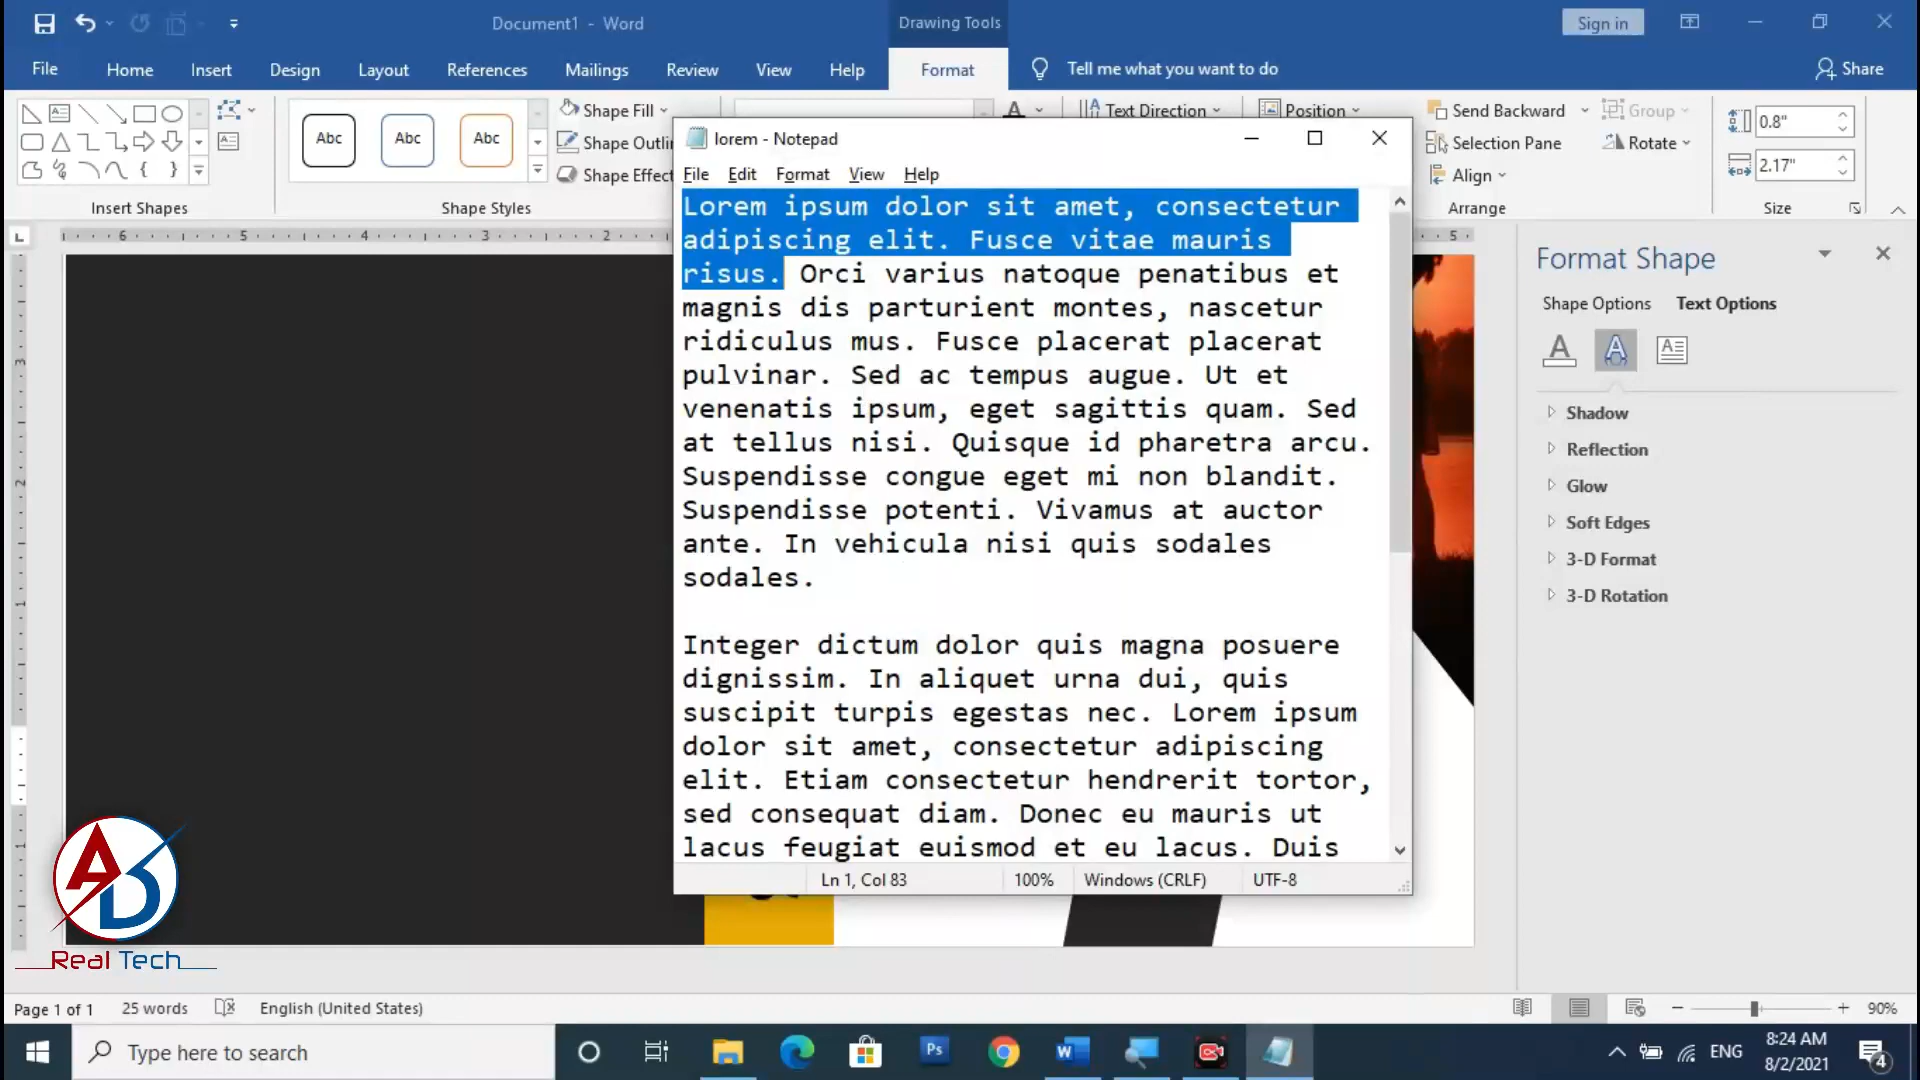 Document1 - Word
Drawing Tools
Sign in
File Home Insert Design Layout References Mailings Review View Help Format Tell me what you want to do Share
Abc Abc Abc
Shape Fill
Shape Outli
Shape Effect
Insert Shapes
Shape Styles
A
Text Direction
Position
Send Backward
Selection Pane
Align
Group
Rotate
Arrange
0.8"
2.17"
Size
6 5 4 3 2 5
lorem - Notepad
File Edit Format View Help
Lorem ipsum dolor sit amet, consectetur
adipiscing elit. Fusce vitae mauris
risus. Orci varius natoque penatibus et
magnis dis parturient montes, nascetur
ridiculus mus. Fusce placerat placerat
pulvinar. Sed ac tempus augue. Ut et
venenatis ipsum, eget sagittis quam. Sed
at tellus nisi. Quisque id pharetra arcu.
Suspendisse congue eget mi non blandit.
Suspendisse potenti. Vivamus at auctor
ante. In vehicula nisi quis sodales
sodales.
Integer dictum dolor quis magna posuere
dignissim. In aliquet urna dui, quis
suscipit turpis egestas nec. Lorem ipsum
dolor sit amet, consectetur adipiscing
elit. Etiam consectetur hendrerit tortor,
sed consequat diam. Donec eu mauris ut
lacus feugiat euismod et eu lacus. Duis
Ln 1, Col 83 100% Windows (CRLF) UTF-8
Format Shape
Shape Options Text Options
Shadow
Reflection
Glow
Soft Edges
3-D Format
3-D Rotation
AD
Real Tech
Page 1 of 1 25 words English (United States) 90%
Type here to search
Ps
ENG
8:24 AM
8/2/2021
4